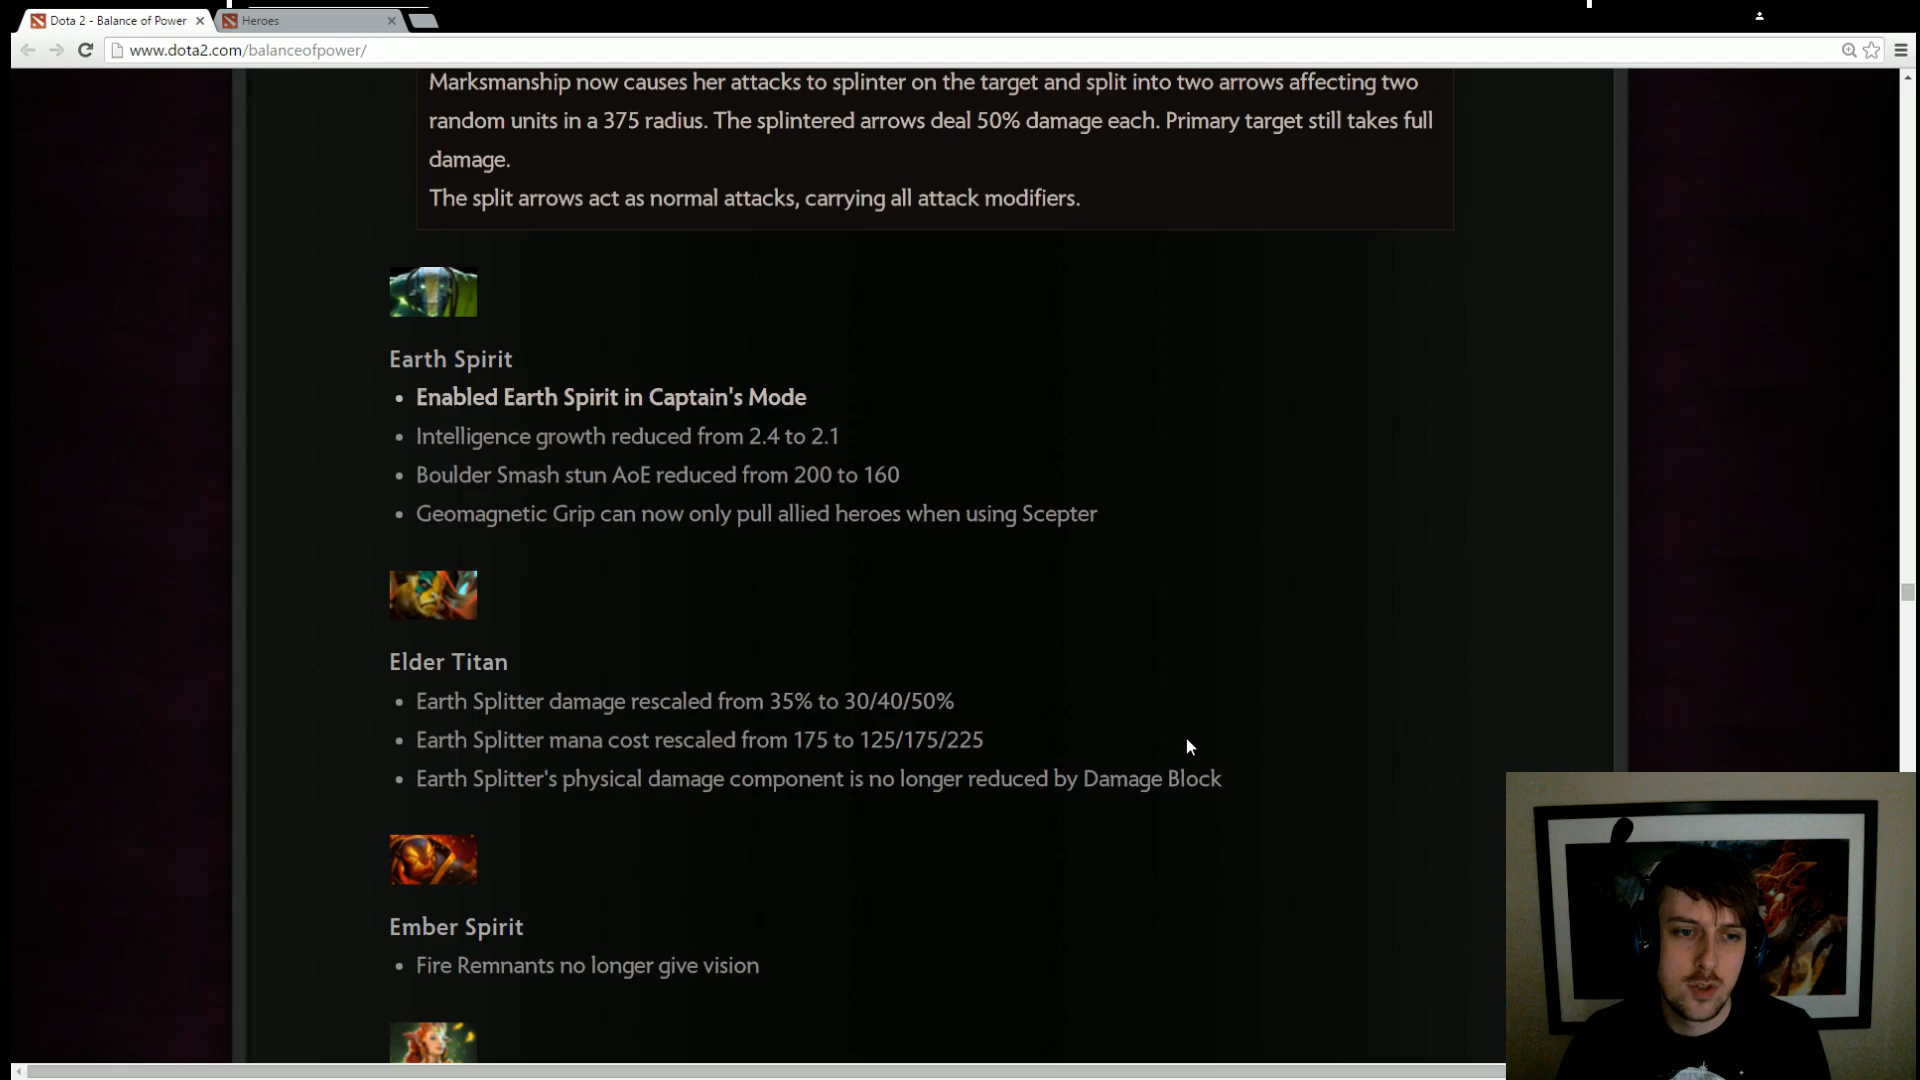 Dota 2 - Balance of Power
Heroes
www.dota2.com/balanceofpower/
Marksmanship now causes her attacks to splinter on the target and split into two arrows affecting two
random units in a 375 radius. The splintered arrows deal 50% damage each. Primary target still takes full
damage.
The split arrows act as normal attacks, carrying all attack modifiers.
Earth Spirit
• Enabled Earth Spirit in Captain's Mode
• Intelligence growth reduced from 2.4 to 2.1
• Boulder Smash stun AoE reduced from 200 to 160
• Geomagnetic Grip can now only pull allied heroes when using Scepter
Elder Titan
• Earth Splitter damage rescaled from 35% to 30/40/50%
• Earth Splitter mana cost rescaled from 175 to 125/175/225
• Earth Splitter's physical damage component is no longer reduced by Damage Block
Ember Spirit
• Fire Remnants no longer give vision